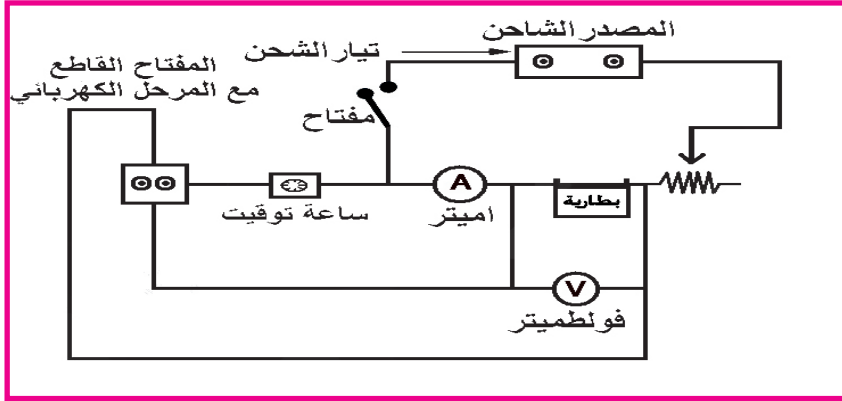 المصدر الشاحن
تيار الشحن
المفتاح القاطع
مع المرحل الكهربائي
مفتاح
A
بطارية
ساعة توقيت
اميتر
V
فولطميتر